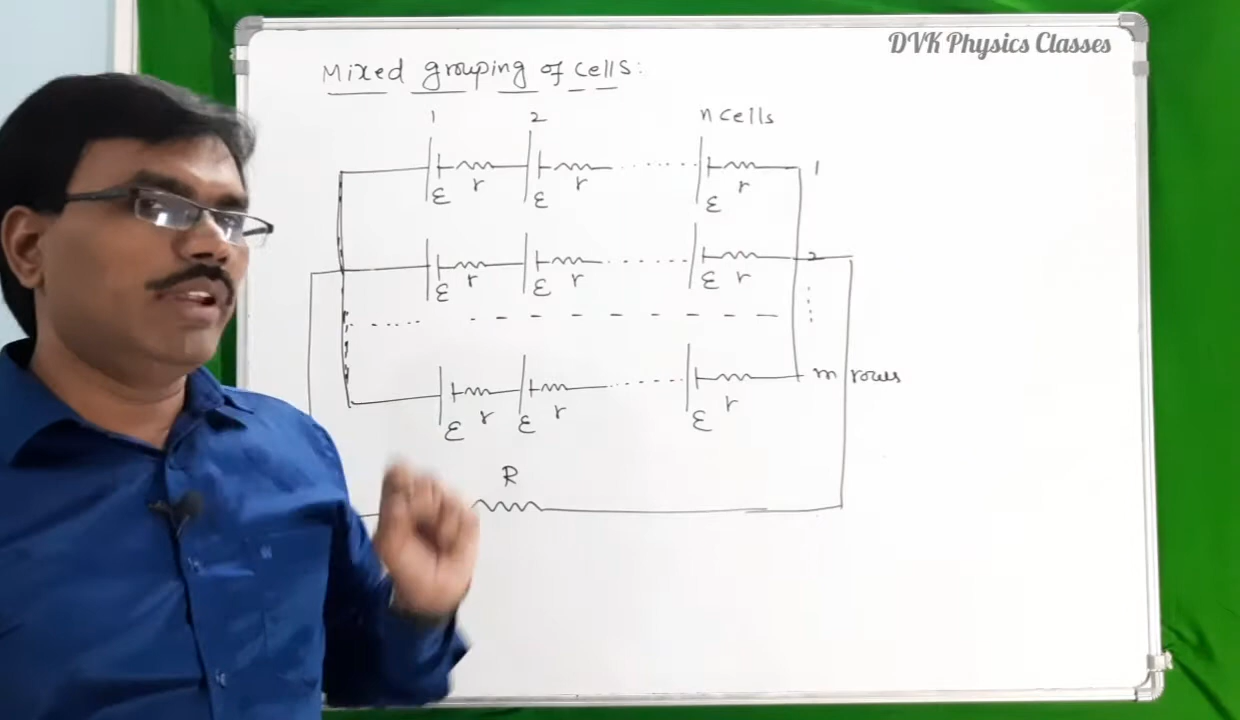 DVK Physics Classes
Mixed grouping of cells:
1 2 n cells
r r r 1
ε ε ε
2
r r r
ε ε ε
m rows
r r r
ε ε ε
R